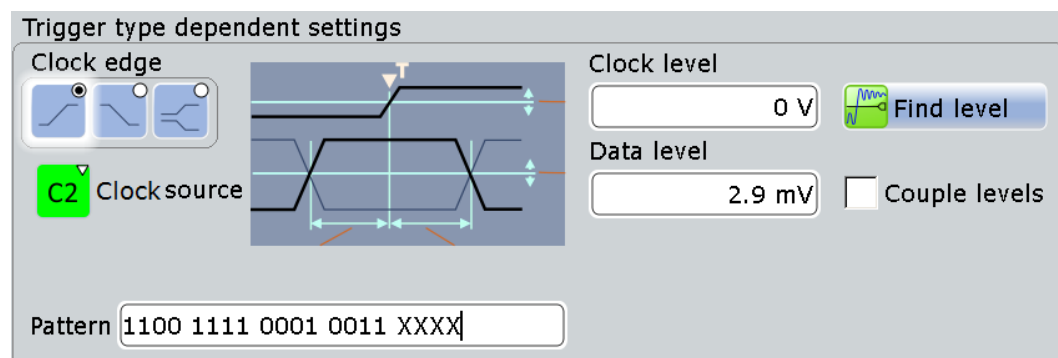 Trigger type dependent settings
Clock edge
T
Clock level
0 V
Find level
Data level
C2 Clock source
2.9 mV
Couple levels
Pattern 1100 1111 0001 0011 XXXX